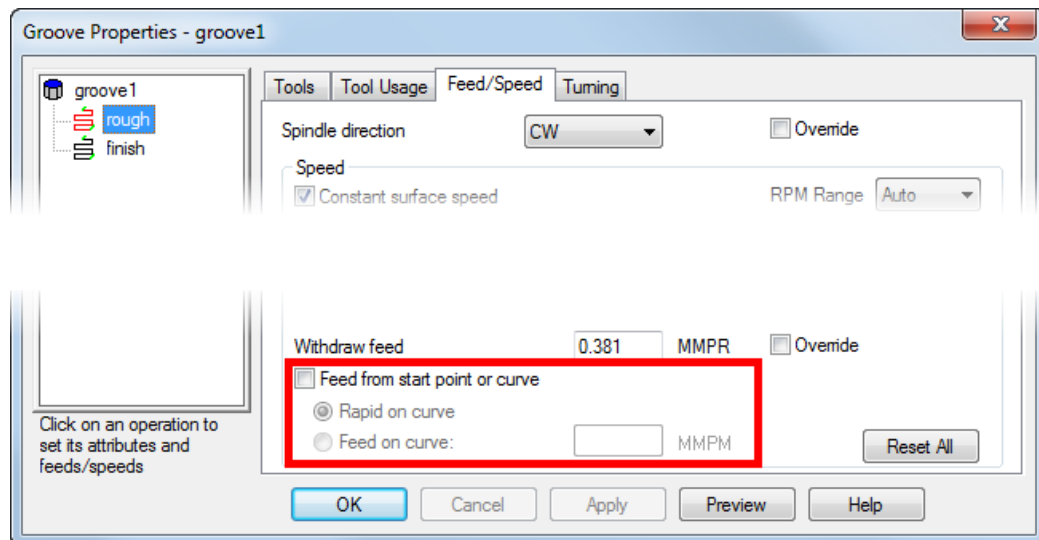 Groove Properties - groove1
groove1
rough
finish
Click on an operation to
set its attributes and
feeds/speeds
Tools Tool Usage Feed/Speed Turning
Spindle direction CW Override
Speed
Constant surface speed RPM Range Auto
Withdraw feed 0.381 MMPR Override
Feed from start point or curve
Rapid on curve
Feed on curve: MMPM
Reset All
OK Cancel Apply Preview Help